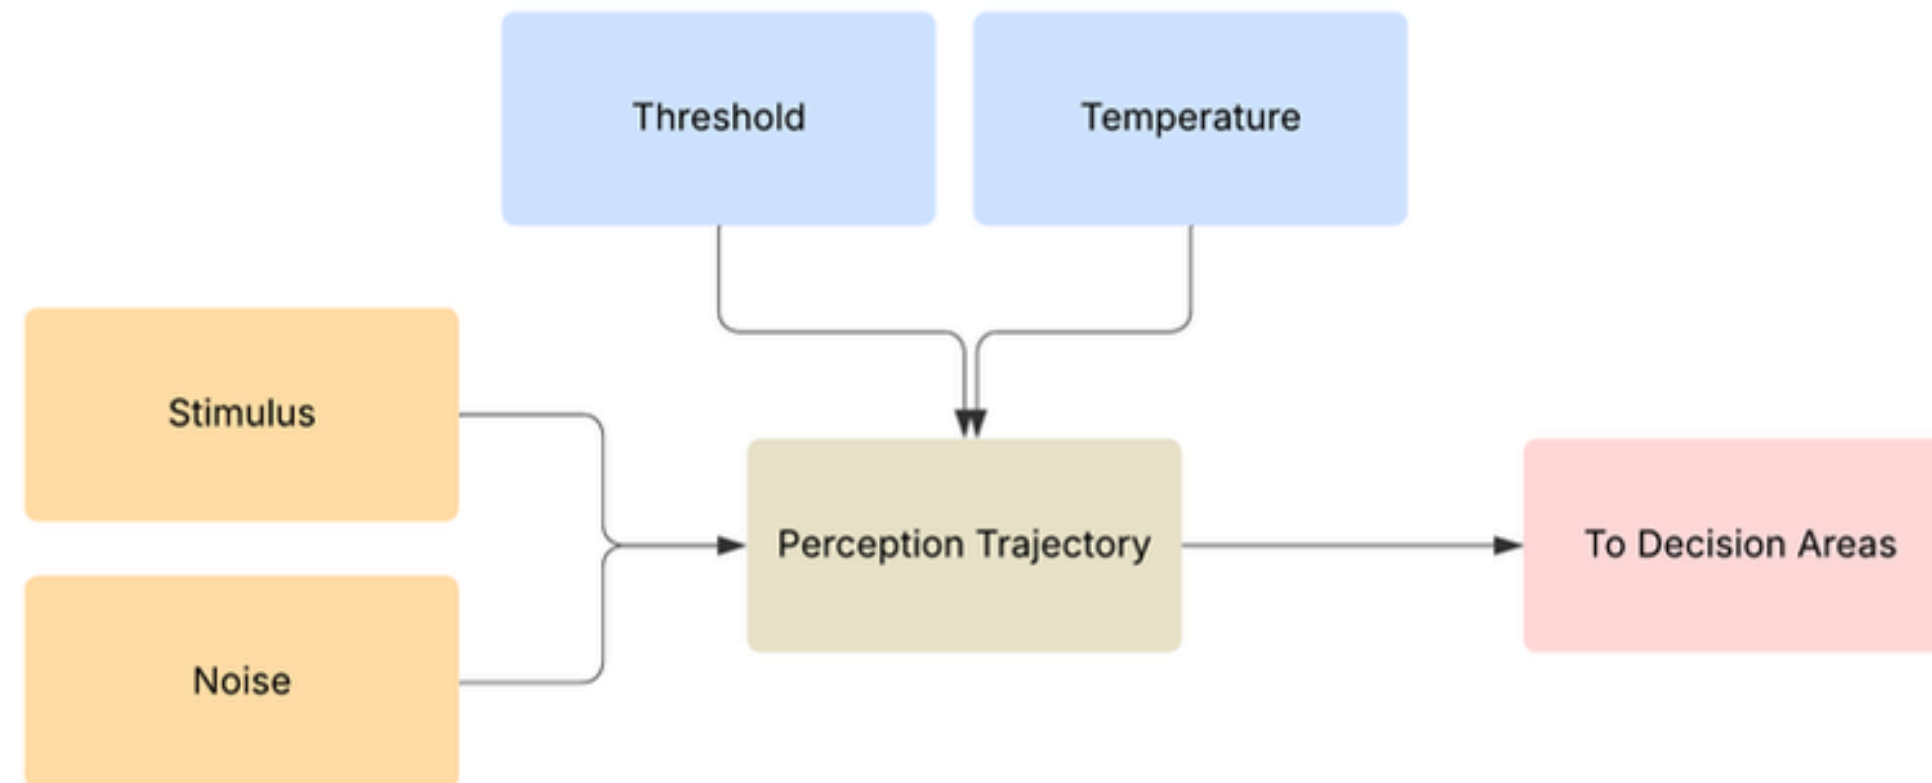 Threshold
Temperature
Stimulus
Perception Trajectory
To Decision Areas
Noise